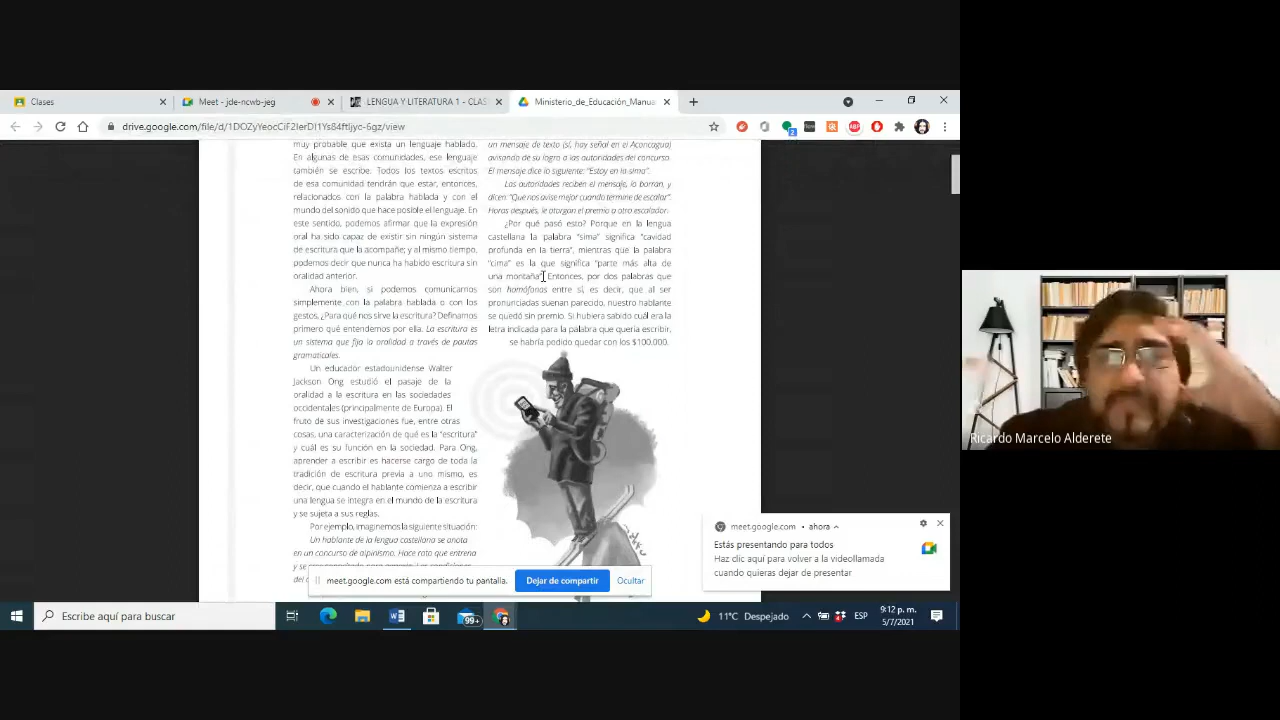 Clases
Meet - jde-ncwb-jeg
LENGUA Y LITERATURA 1 - CLAS
Ministerio_de_Educación_Manua
drive.google.com/file/d/1DOZyYeocCiF2IerDI1Ys84ftljyc-6gz/view
muy probable que exista un lenguaje hablado.
En algunas de esas comunidades, ese lenguaje
también se escribe. Todos los textos escritos
de esa comunidad tendrán que estar, entonces,
relacionados con la palabra hablada y con el
mundo del sonido que hace posible el lenguaje. En
este sentido, podemos afirmar que la expresión
oral ha sido capaz de existir sin ningún sistema
de escritura que la acompañe; y al mismo tiempo,
podemos decir que nunca ha habido escritura sin
oralidad anterior.
Ahora bien, si podemos comunicarnos
simplemente con la palabra hablada o con los
gestos, ¿Para qué nos sirve la escritura? Definamos
primero qué entendemos por ella. La escritura es
un sistema que fija la oralidad a través de pautas
gramaticales.
Un educador estadounidense Walter
Jackson Ong estudió el pasaje de la
oralidad a la escritura en las sociedades
occidentales (principalmente de Europa). El
fruto de sus investigaciones fue, entre otras
cosas, una caracterización de qué es la "escritura"
y cuál es su función en la sociedad. Para Ong,
aprender a escribir es hacerse cargo de toda la
tradición de escritura previa a uno mismo, es
decir, que cuando el hablante comienza a escribir
una lengua se integra en el mundo de la escritura
y se sujeta a sus reglas.
Por ejemplo, imaginemos la siguiente situación:
Un hablante de la lengua castellana se anota
en un concurso de alpinismo. Hace rato que entrena
un mensaje de texto (sí, hay señal en el Aconcagua)
avisando de su logro a las autoridades del concurso.
El mensaje dice lo siguiente: "Estoy en la sima".
Las autoridades reciben el mensaje, lo borran, y
dicen: "Que nos avise mejor cuando termine de escalar".
Horas después, le otorgan el premio a otro escalador.
¿Por qué pasó esto? Porque en la lengua
castellana la palabra "sima" significa "cavidad
profunda en la tierra", mientras que la palabra
"cima" es la que significa "parte más alta de
una montaña". Entonces, por dos palabras que
son homófonas entre sí, es decir, que al ser
pronunciadas suenan parecido, nuestro hablante
se quedó sin premio. Si hubiera sabido cuál era la
letra indicada para la palabra que quería escribir,
se habría podido quedar con los $100.000.
meet.google.com está compartiendo tu pantalla.
Dejar de compartir
Ocultar
meet.google.com • ahora
Estás presentando para todos
Haz clic aquí para volver a la videollamada
cuando quieras dejar de presentar
Escribe aquí para buscar
99+
11°C Despejado
ESP
9:12 p. m.
5/7/2021
Ricardo Marcelo Alderete